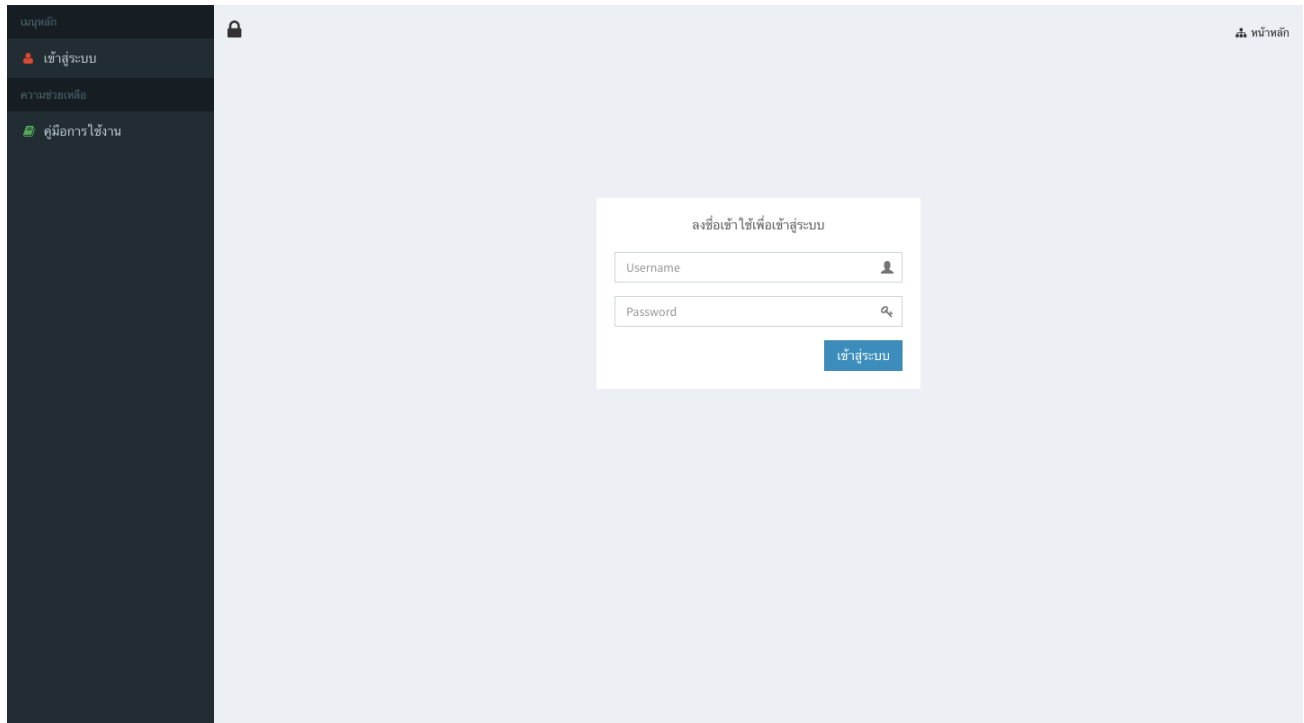 เมนูหลัก
เข้าสู่ระบบ
ความช่วยเหลือ
คู่มือการใช้งาน
หน้าหลัก
ลงชื่อเข้าใช้เพื่อเข้าสู่ระบบ
Username
Password
เข้าสู่ระบบ